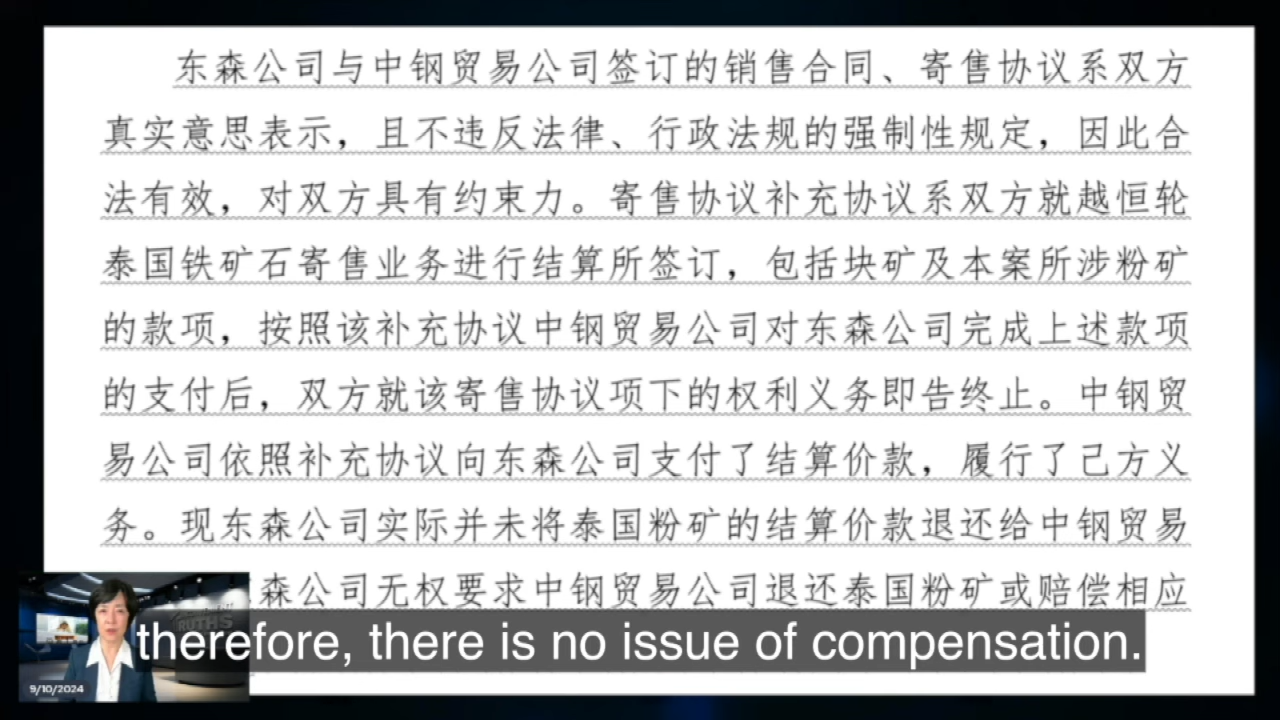 东森公司与中钢贸易公司签订的销售合同、寄售协议系双方
真实意思表示，且不违反法律、行政法规的强制性规定，因此合
法有效，对双方具有约束力。寄售协议补充协议系双方就越恒轮
泰国铁矿石寄售业务进行结算所签订，包括块矿及本案所涉粉矿
的款项，按照该补充协议中钢贸易公司对东森公司完成上述款项
的支付后，双方就该寄售协议项下的权利义务即告终止。中钢贸
易公司依照补充协议向东森公司支付了结算价款，履行了己方义
务。现东森公司实际并未将泰国粉矿的结算价款退还给中钢贸易
森公司无权要求中钢贸易公司退还泰国粉矿或赔偿相应
therefore, there is no issue of compensation.
9/10/2024